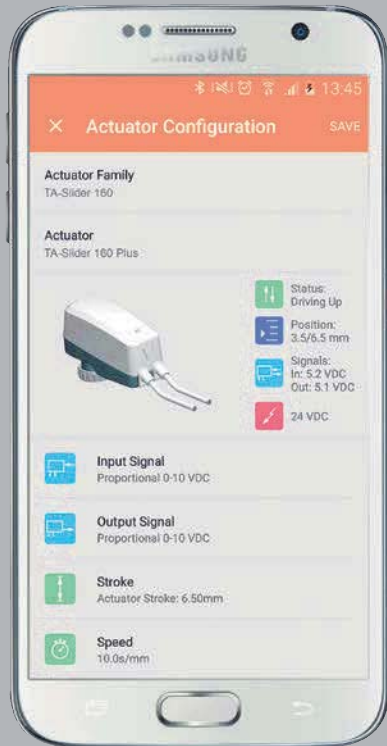 SAMSUNG
13:45
Actuator Configuration
SAVE
Actuator Family
TA-Slider 160
Actuator
TA-Slider 160 Plus
Status:
Driving Up
Position:
3.5/6.5 mm
Signals:
In: 5.2 VDC
Out: 5.1 VDC
24 VDC
Input Signal
Proportional 0-10 VDC
Output Signal
Proportional 0-10 VDC
Stroke
Actuator Stroke: 6.50mm
Speed
10.0s/mm